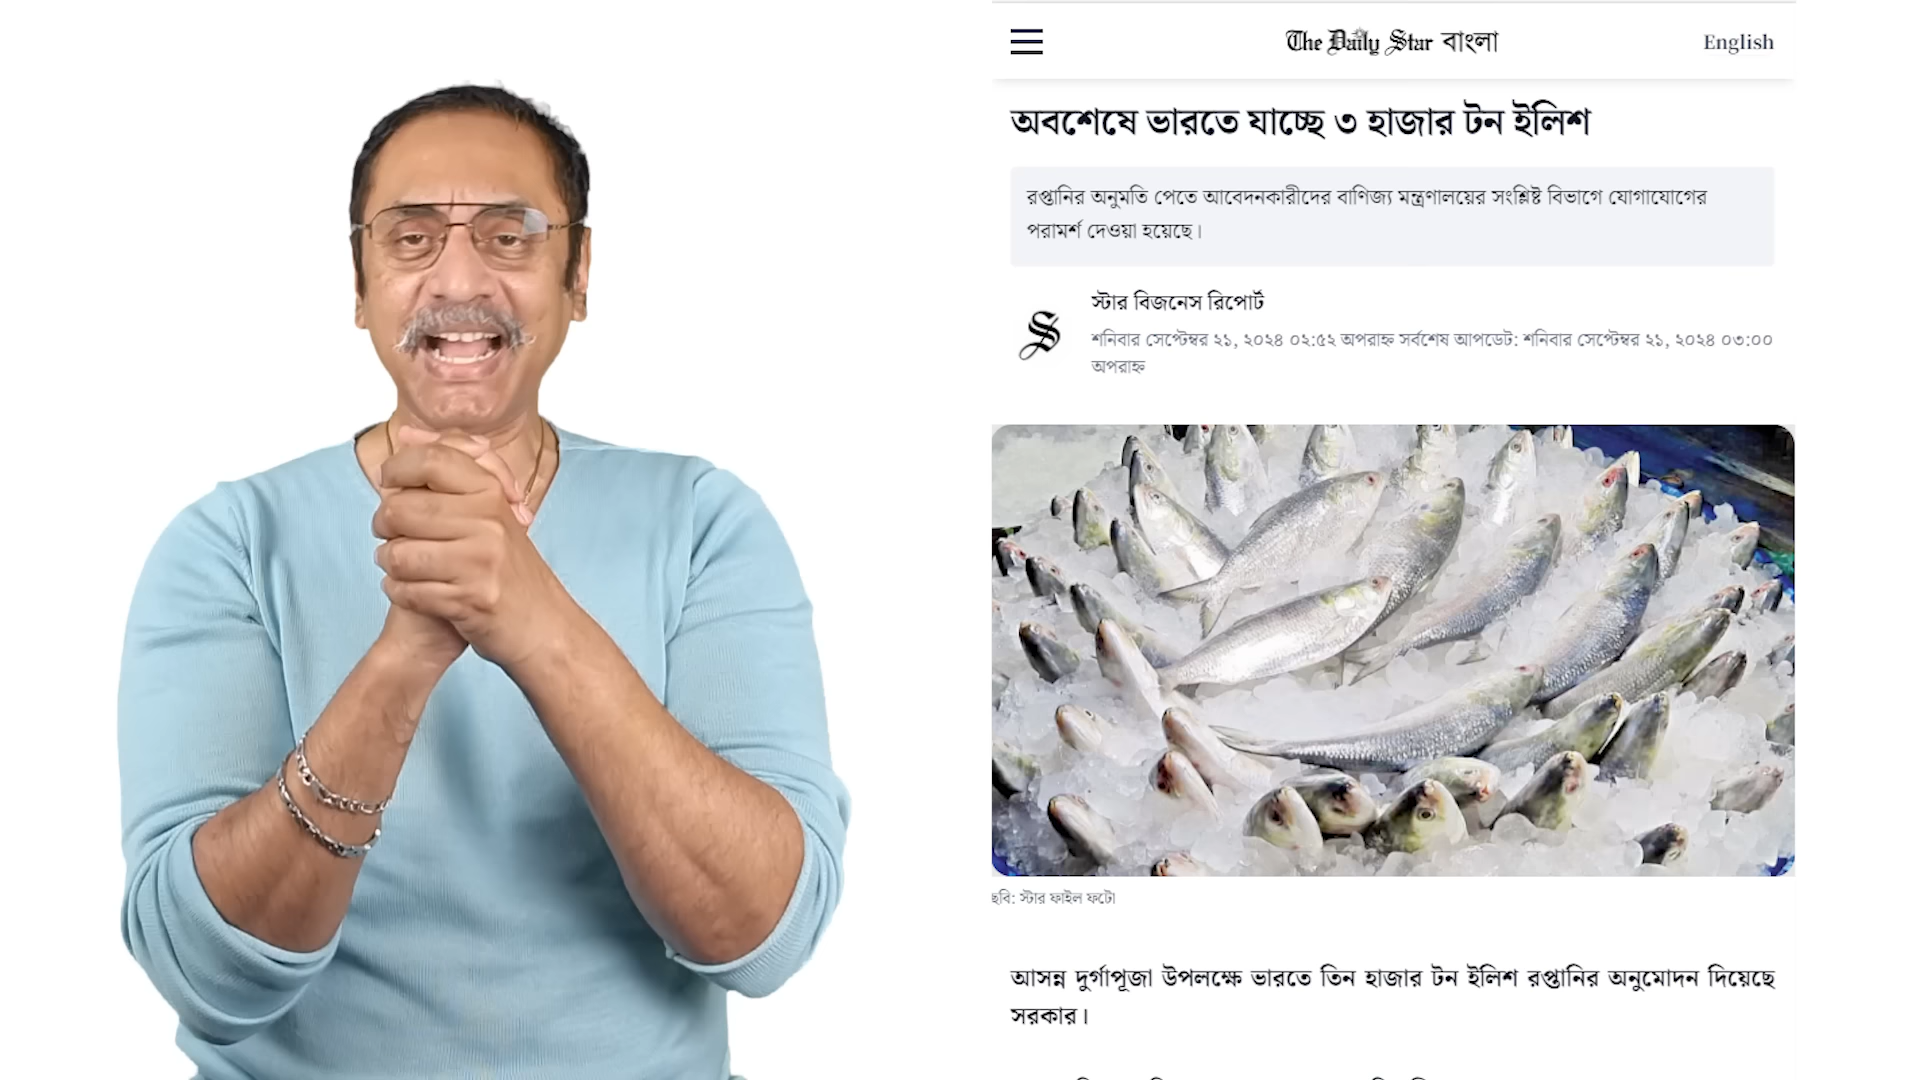 The Daily Star বাংলা
English
অবশেষে ভারতে যাচ্ছে ৩ হাজার টন ইলিশ
রপ্তানির অনুমতি পেতে আবেদনকারীদের বাণিজ্য মন্ত্রণালয়ের সংশ্লিষ্ট বিভাগে যোগাযোগের
পরামর্শ দেওয়া হয়েছে।
স্টার বিজনেস রিপোর্ট
শনিবার সেপ্টেম্বর ২১, ২০২৪ ০২:৫২ অপরাহ্ন সর্বশেষ আপডেট: শনিবার সেপ্টেম্বর ২১, ২০২৪ ০৩:০০
অপরাহ্ন
ছবি: স্টার ফাইল ফটো
আসন্ন দুর্গাপূজা উপলক্ষে ভারতে তিন হাজার টন ইলিশ রপ্তানির অনুমোদন দিয়েছে
সরকার।